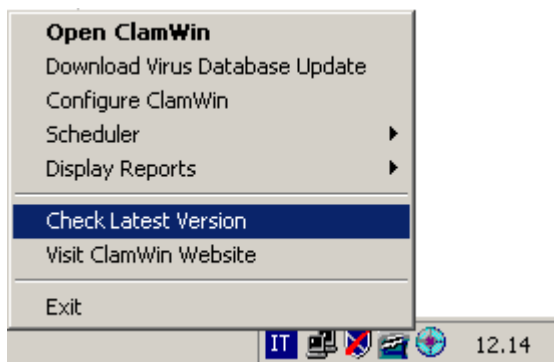 Open ClamWin
Download Virus Database Update
Configure ClamWin
Scheduler
Display Reports
Check Latest Version
Visit ClamWin Website
Exit
IT 12.14